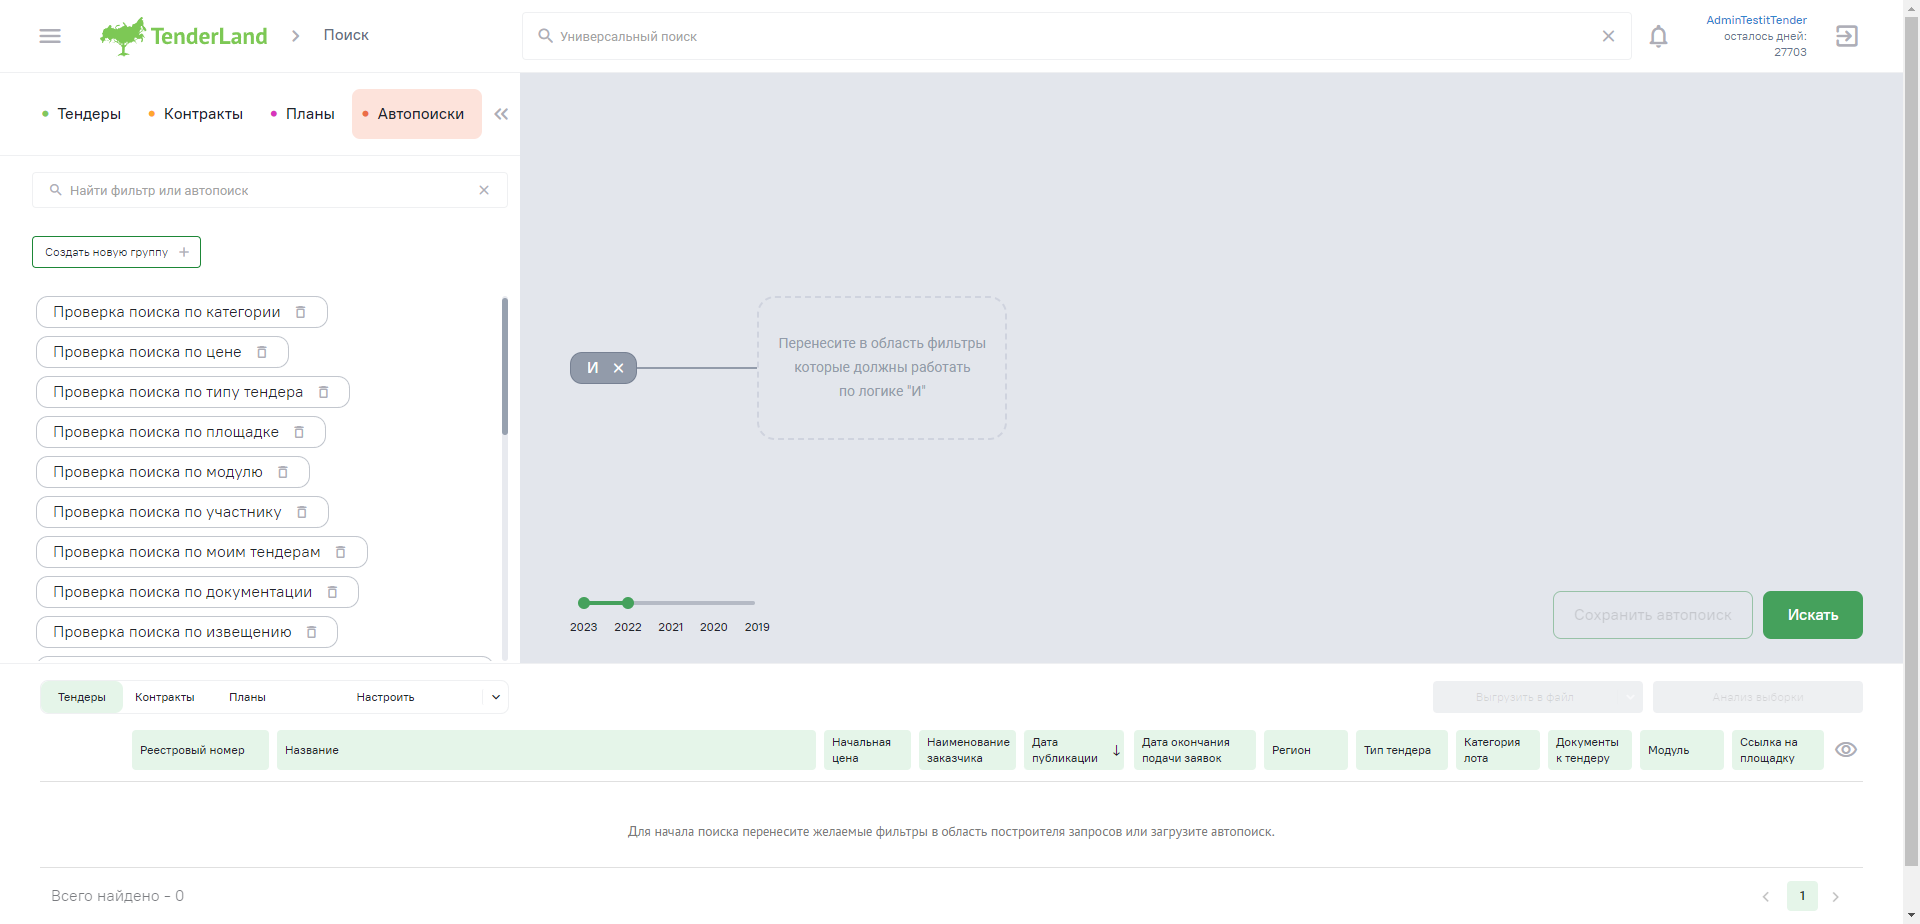 TenderLand
Поиск
Универсальный поиск
AdminTestitTender
осталось дней:
27703
Тендеры
Контракты
Планы
Автопоиски
Найти фильтр или автопоиск
Создать новую группу
Проверка поиска по категории
Проверка поиска по цене
Проверка поиска по типу тендера
Проверка поиска по площадке
Проверка поиска по модулю
Проверка поиска по участнику
Проверка поиска по моим тендерам
Проверка поиска по документации
Проверка поиска по извещению
И
Перенесите в область фильтры
которые должны работать
по логике "И"
2023 2022 2021 2020 2019
Сохранить автопоиск
Искать
Тендеры
Контракты
Планы
Настроить
Выгрузить в файл
Анализ выборки
Реестровый номер
Название
Начальная
цена
Наименование
заказчика
Дата
публикации
Дата окончания
подачи заявок
Регион
Тип тендера
Категория
лота
Документы
к тендеру
Модуль
Ссылка на
площадку
Для начала поиска перенесите желаемые фильтры в область построителя запросов или загрузите автопоиск.
Всего найдено - 0
1